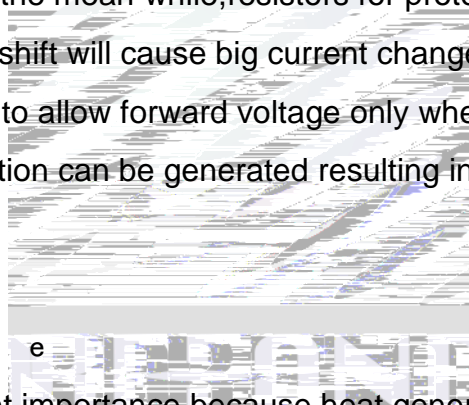 the mean while,resistors for prote
shift will cause big current change
to allow forward voltage only whe
tion can be generated resulting in
e
t importance because heat gene